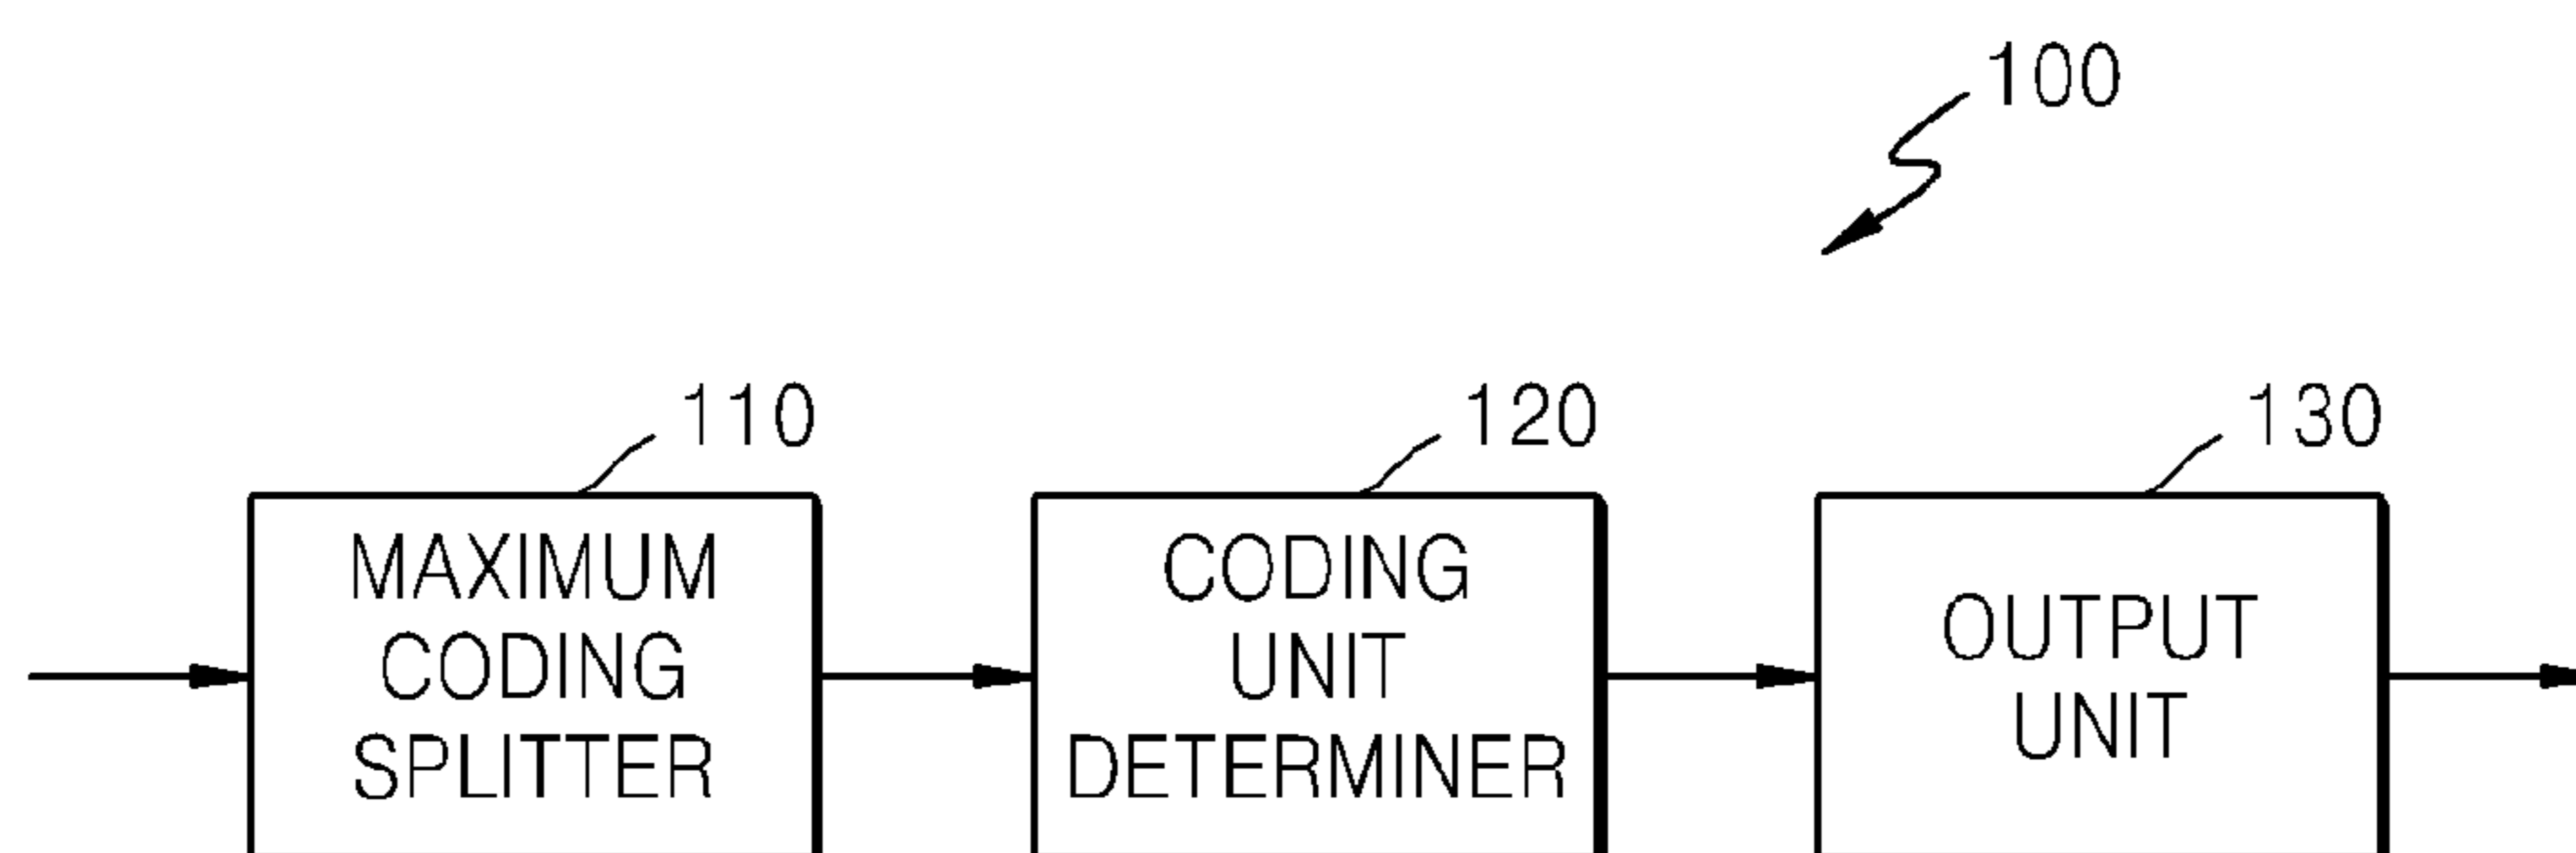 100
110
120
130
MAXIMUM
CODING
SPLITTER
CODING
UNIT
DETERMINER
OUTPUT
UNIT